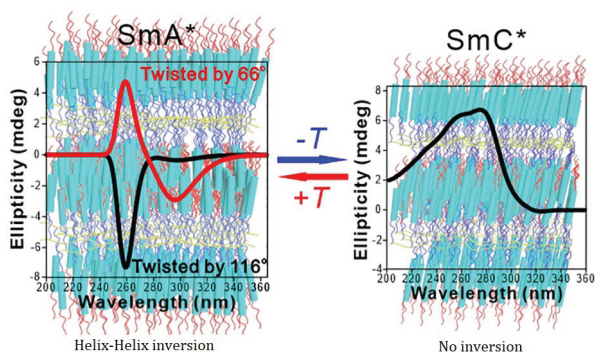 SmA*
SmC*
Ellipticity (mdeg)
6
4
2
0
-2
-4
-6
-8
Twisted by 66°
Twisted by 116°
200 220 240 260 280 300 320 340 360
Wavelength (nm)
Helix-Helix inversion
-T
+T
Ellipticity (mdeg)
8
6
4
2
0
-2
-4
200 220 240 260 280 300 320 340 360
Wavelength (nm)
No inversion